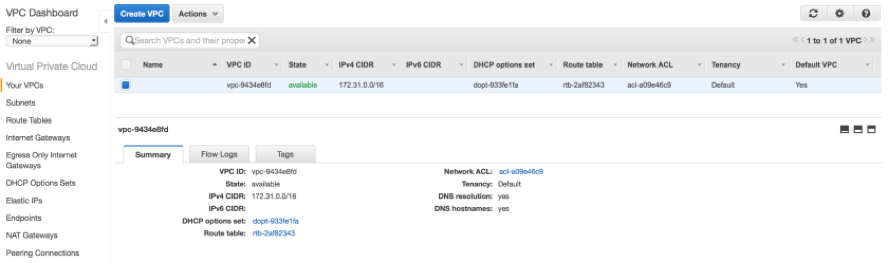 VPC Dashboard
Filter by VPC:
None
Virtual Private Cloud
Your VPCs
Subnets
Route Tables
Internet Gateways
Egress Only Internet
Gateways
DHCP Options Sets
Elastic IPs
Endpoints
NAT Gateways
Peering Connections
Create VPC Actions
Search VPCs and their proper X
<< 1 to 1 of 1 VPC >>
Name VPC ID State IPv4 CIDR IPv6 CIDR DHCP options set Route table Network ACL Tenancy Default VPC
vpc-9434e8fd available 172.31.0.0/16 dopt-933fe1fa rtb-2af82343 acl-a09e46c9 Default Yes
vpc-9434e8fd
Summary Flow Logs Tags
VPC ID: vpc-9434e8fd Network ACL: acl-a09e46c9
State: available Tenancy: Default
IPv4 CIDR: 172.31.0.0/16 DNS resolution: yes
IPv6 CIDR: DNS hostnames: yes
DHCP options set: dopt-933fe1fa
Route table: rtb-2af82343